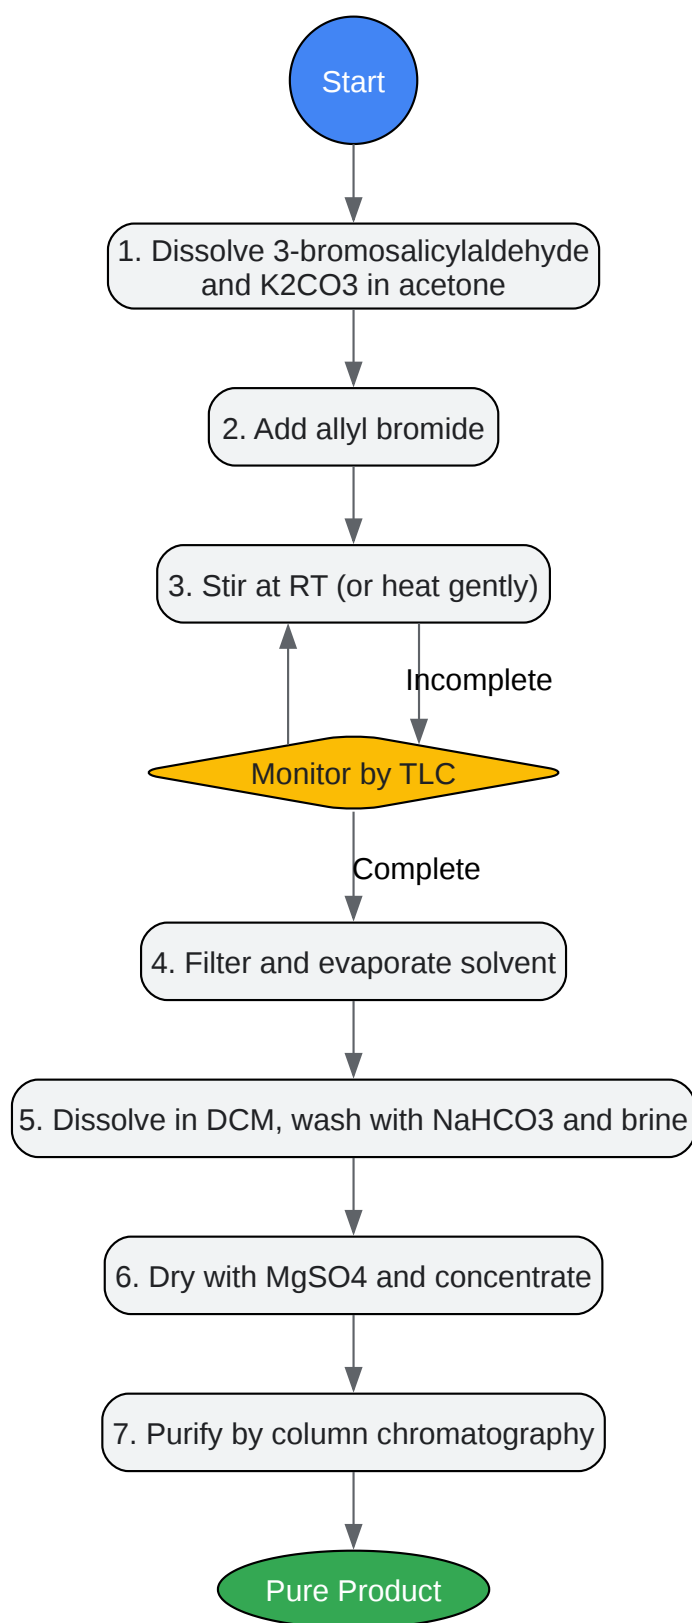 Start
1. Dissolve 3-bromosalicylaldehyde
and K2CO3 in acetone
2. Add allyl bromide
3. Stir at RT (or heat gently)
Incomplete
Monitor by TLC
Complete
4. Filter and evaporate solvent
5. Dissolve in DCM, wash with NaHCO3 and brine
6. Dry with MgSO4 and concentrate
7. Purify by column chromatography
Pure Product